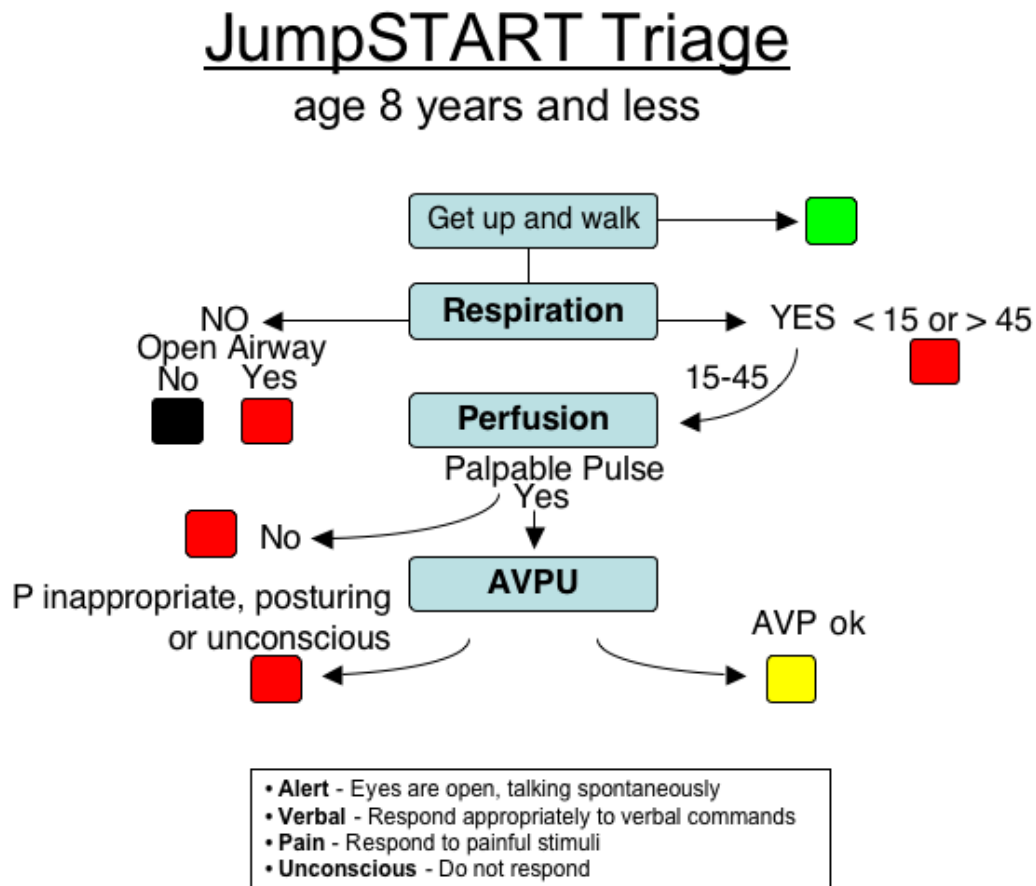 JumpSTART Triage
age 8 years and less
Get up and walk
Respiration
NO
Open Airway
No Yes
YES < 15 or > 45
15-45
Perfusion
Palpable Pulse
Yes
No
AVPU
P inappropriate, posturing
or unconscious
AVP ok
• Alert - Eyes are open, talking spontaneously
• Verbal - Respond appropriately to verbal commands
• Pain - Respond to painful stimuli
• Unconscious - Do not respond